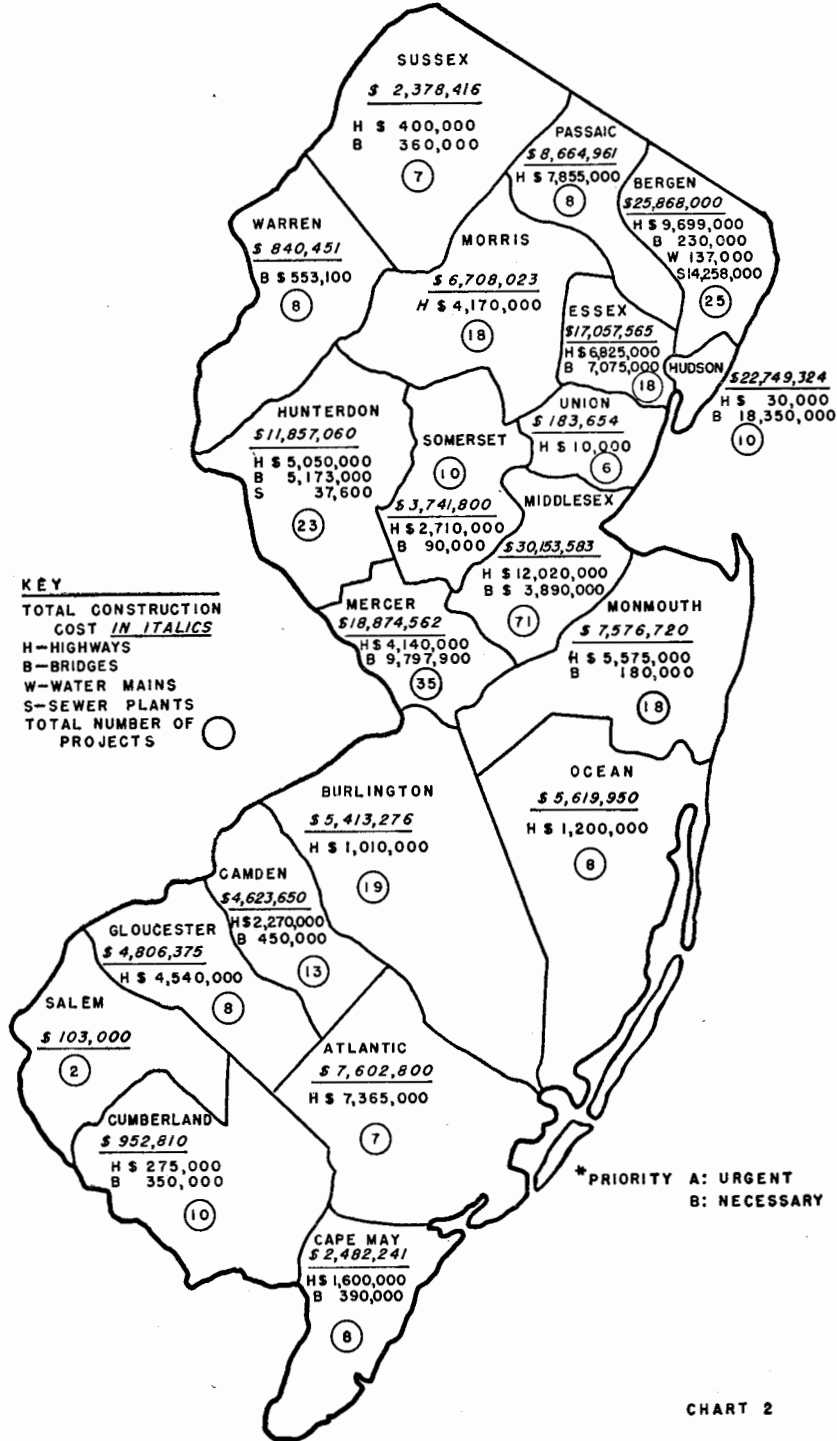 SUSSEX
$ 2,378,416
H $ 400,000
B 360,000
7
PASSAIC
$8,664,961
H $ 7,855,000
8
BERGEN
$25,868,000
H $ 9,699,000
B 230,000
W 137,000
S14,258,000
25
WARREN
$ 840,451
B $ 553,100
8
MORRIS
$ 6,708,023
H $ 4,170,000
18
ESSEX
$17,057,565
H $6,825,000
B 7,075,000
18
HUDSON
$22,749,324
H $ 30,000
B 18,350,000
10
HUNTERDON
$11,857,060
H $ 5,050,000
B 5,173,000
S 37,600
23
SOMERSET
10
$3,741,800
H $2,710,000
B 90,000
UNION
$ 183,654
H $ 10,000
6
MIDDLESEX
$30,153,583
H $ 12,020,000
B $ 3,890,000
71
KEY
TOTAL CONSTRUCTION
COST IN ITALICS
H-HIGHWAYS
B-BRIDGES
W-WATER MAINS
S-SEWER PLANTS
TOTAL NUMBER OF
PROJECTS
MERCER
$18,874,562
H $ 4,140,000
B 9,797,900
35
MONMOUTH
$ 7,576,720
H $ 5,575,000
B 180,000
18
BURLINGTON
$ 5,413,276
H $ 1,010,000
19
OCEAN
$ 5,619,950
H $ 1,200,000
8
CAMDEN
$4,623,650
H $2,270,000
B 450,000
13
GLOUCESTER
$ 4,806,375
H $ 4,540,000
8
SALEM
$ 103,000
2
ATLANTIC
$ 7,602,800
H $ 7,365,000
7
CUMBERLAND
$ 952,810
H $ 275,000
B 350,000
10
*PRIORITY A: URGENT
B: NECESSARY
CAPE MAY
$ 2,482,241
H $ 1,600,000
B 390,000
8
CHART 2